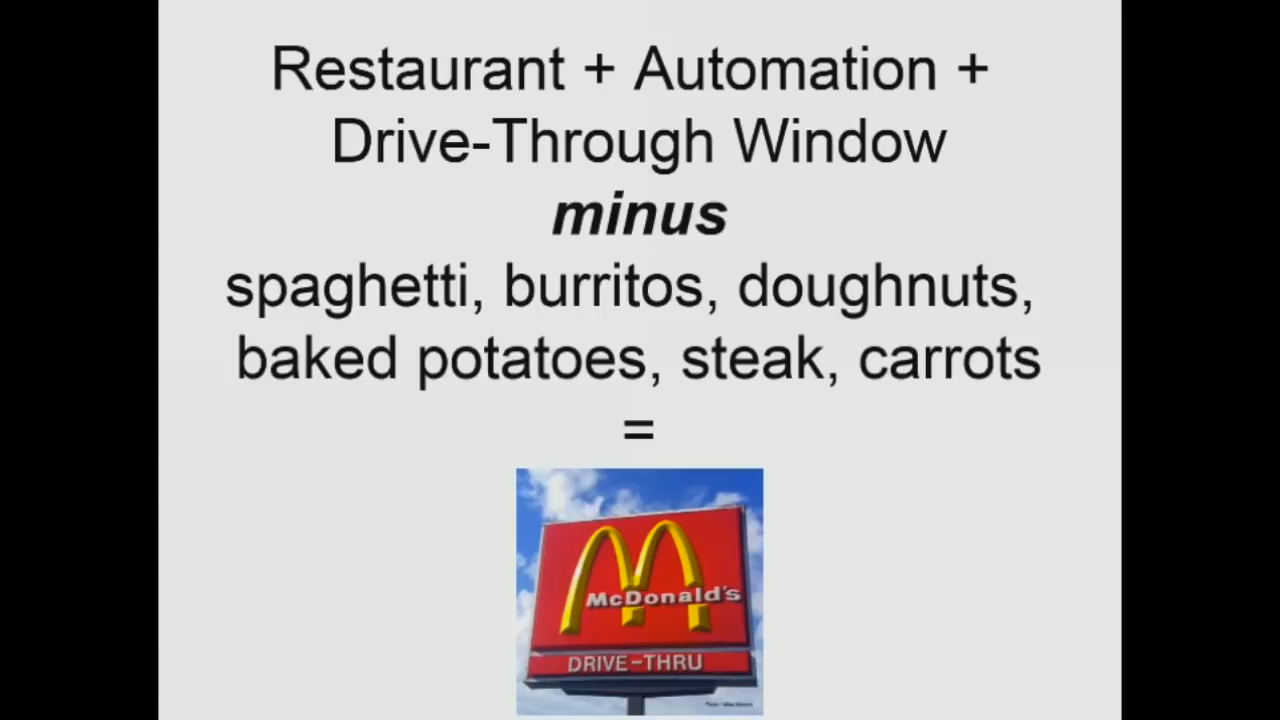 Restaurant + Automation +
Drive-Through Window
minus
spaghetti, burritos, doughnuts,
baked potatoes, steak, carrots
=
McDonald's
DRIVE-THRU